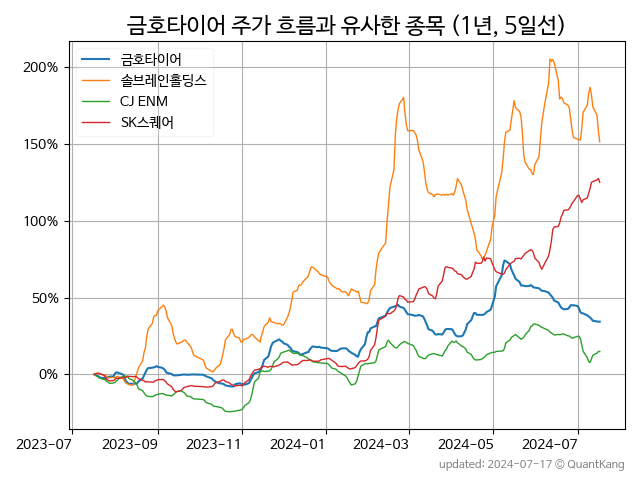 금호타이어 주가 흐름과 유사한 종목 (1년, 5일선)
금호타이어
솔브레인홀딩스
CJ ENM
SK스퀘어
200%
150%
100%
50%
0%
2023-07 2023-09 2023-11 2024-01 2024-03 2024-05 2024-07
updated: 2024-07-17 © QuantKang